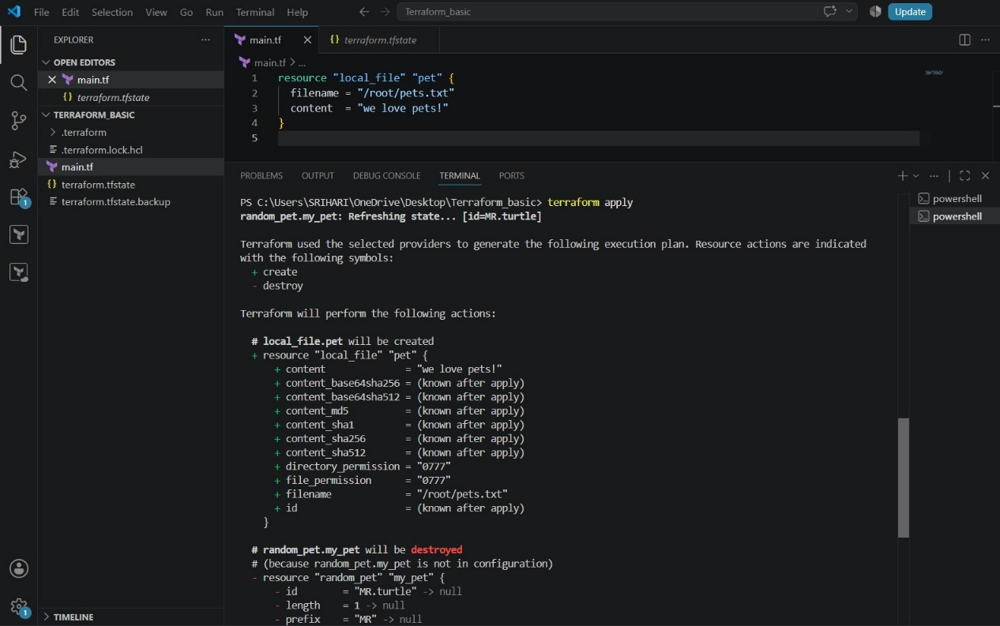 File Edit Selection View Go Run Terminal Help
Terraform_basic
Update
EXPLORER
OPEN EDITORS
main.tf
terraform.tfstate
TERRAFORM_BASIC
.terraform
.terraform.lock.hcl
main.tf
terraform.tfstate
terraform.tfstate.backup
1
1
TIMELINE
main.tf
terraform.tfstate
main.tf > ...
1 resource "local_file" "pet" {
2 filename = "/root/pets.txt"
3 content = "we love pets!"
4 }
5
PROBLEMS OUTPUT DEBUG CONSOLE TERMINAL PORTS
powershell
powershell
PS C:\Users\SRIHARI\OneDrive\Desktop\Terraform_basic> terraform apply
random_pet.my_pet: Refreshing state... [id=MR.turtle]
Terraform used the selected providers to generate the following execution plan. Resource actions are indicated
with the following symbols:
+ create
- destroy
Terraform will perform the following actions:
# local_file.pet will be created
+ resource "local_file" "pet" {
+ content = "we love pets!"
+ content_base64sha256 = (known after apply)
+ content_base64sha512 = (known after apply)
+ content_md5 = (known after apply)
+ content_sha1 = (known after apply)
+ content_sha256 = (known after apply)
+ content_sha512 = (known after apply)
+ directory_permission = "0777"
+ file_permission = "0777"
+ filename = "/root/pets.txt"
+ id = (known after apply)
}
# random_pet.my_pet will be destroyed
# (because random_pet.my_pet is not in configuration)
- resource "random_pet" "my_pet" {
- id = "MR.turtle" -> null
- length = 1 -> null
- prefix = "MR" -> null